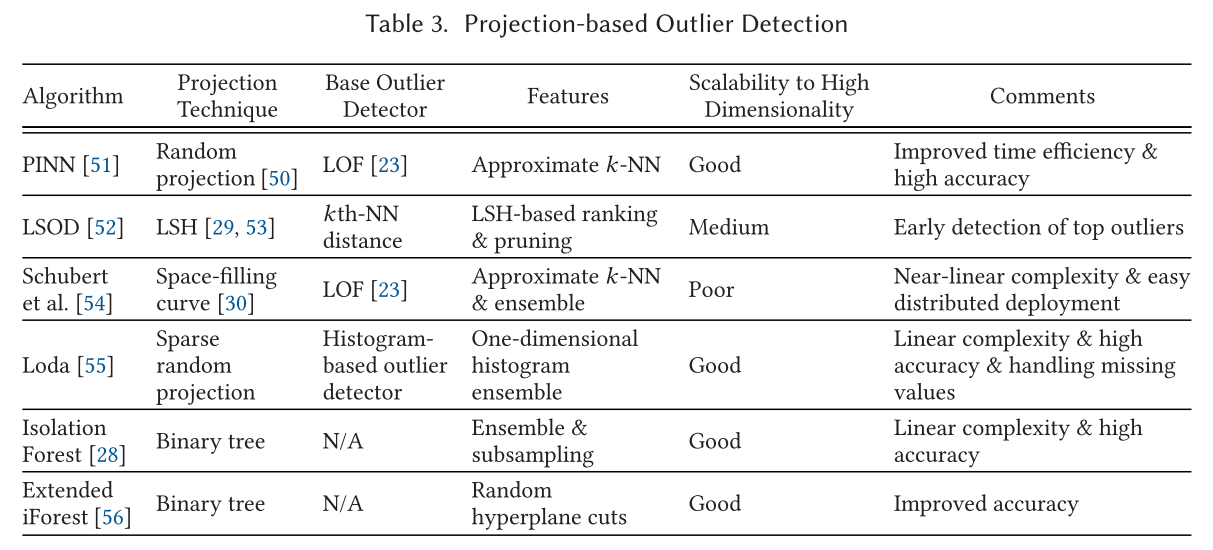 Table 3. Projection-based Outlier Detection
Algorithm
Projection
Technique
Base Outlier
Detector
Features
Scalability to High
Dimensionality
Comments
PINN [51]
Random
projection [50]
LOF [23]
Approximate k-NN
Good
Improved time efficiency &
high accuracy
LSOD [52]
LSH [29, 53]
kth-NN
distance
LSH-based ranking
& pruning
Medium
Early detection of top outliers
Schubert
et al. [54]
Space-filling
curve [30]
LOF [23]
Approximate k-NN
& ensemble
Poor
Near-linear complexity & easy
distributed deployment
Loda [55]
Sparse
random
projection
Histogram-
based outlier
detector
One-dimensional
histogram
ensemble
Good
Linear complexity & high
accuracy & handling missing
values
Isolation
Forest [28]
Binary tree
N/A
Ensemble &
subsampling
Good
Linear complexity & high
accuracy
Extended
iForest [56]
Binary tree
N/A
Random
hyperplane cuts
Good
Improved accuracy